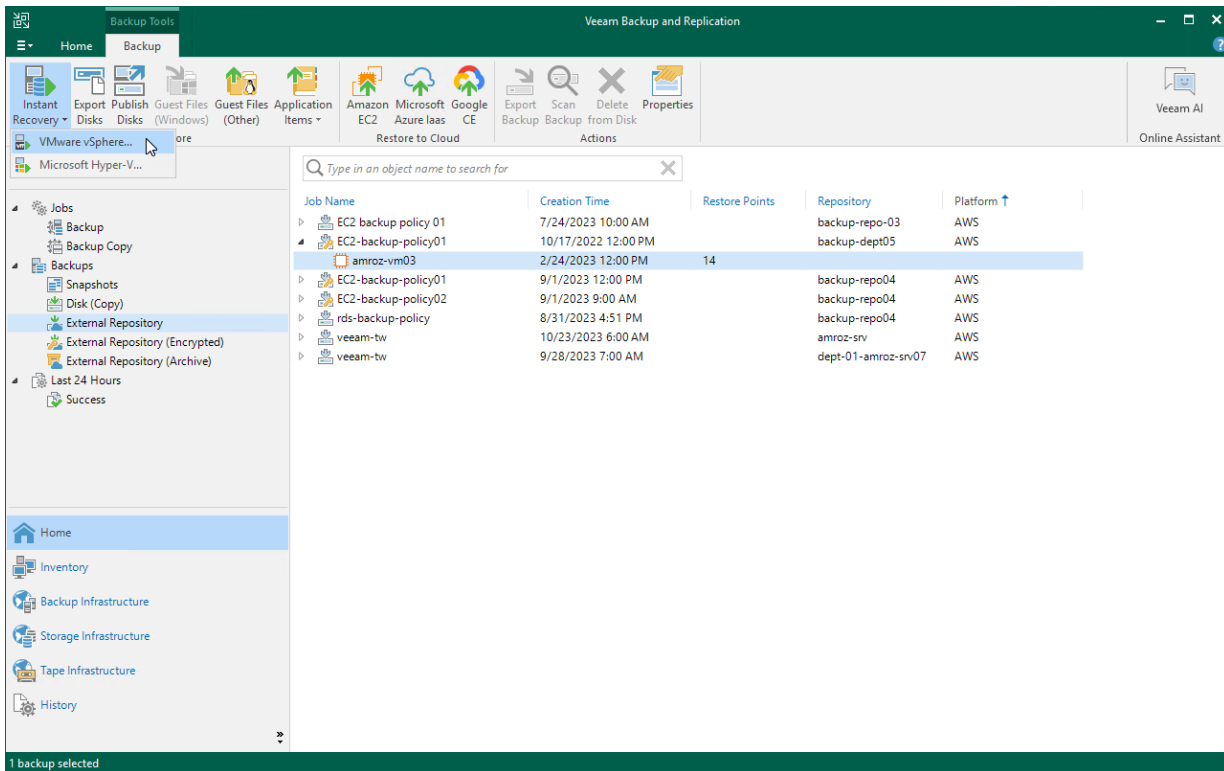 Backup Tools
Veeam Backup and Replication
Home Backup
Instant Recovery
Export Disks
Publish Disks
Guest Files (Windows)
Guest Files (Other)
Application Items
Amazon EC2
Microsoft Azure Iaas
Google CE
Export Backup
Scan Backup
Delete from Disk
Properties
Veeam AI
ore
Restore to Cloud
Actions
Online Assistant
VMware vSphere...
Microsoft Hyper-V...
Type in an object name to search for
Jobs
Backup
Backup Copy
Backups
Snapshots
Disk (Copy)
External Repository
External Repository (Encrypted)
External Repository (Archive)
Last 24 Hours
Success
Job Name Creation Time Restore Points Repository Platform
EC2 backup policy 01 7/24/2023 10:00 AM backup-repo-03 AWS
EC2-backup-policy01 10/17/2022 12:00 PM backup-dept05 AWS
amroz-vm03 2/24/2023 12:00 PM 14
EC2-backup-policy01 9/1/2023 12:00 PM backup-repo04 AWS
EC2-backup-policy02 9/1/2023 9:00 AM backup-repo04 AWS
rds-backup-policy 8/31/2023 4:51 PM backup-repo04 AWS
veeam-tw 10/23/2023 6:00 AM amroz-srv AWS
veeam-tw 9/28/2023 7:00 AM dept-01-amroz-srv07 AWS
Home
Inventory
Backup Infrastructure
Storage Infrastructure
Tape Infrastructure
History
1 backup selected